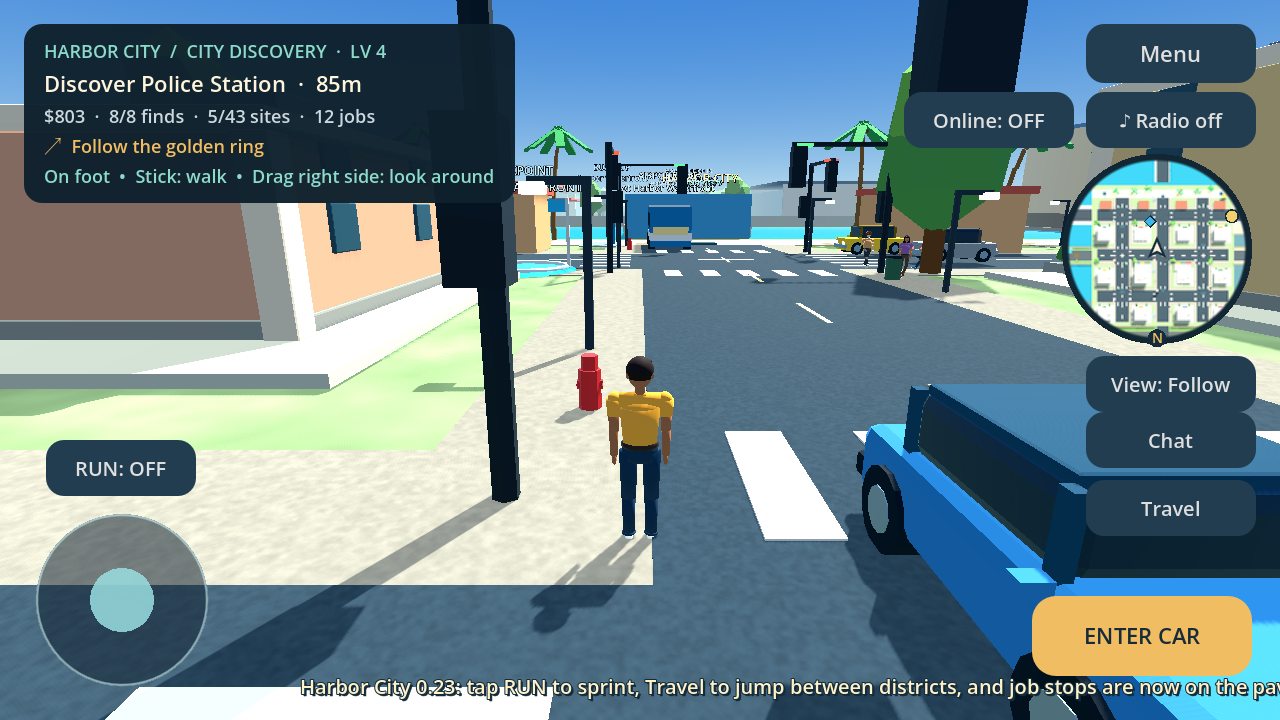 HARBOR CITY / CITY DISCOVERY · LV 4
Discover Police Station · 85m
$803 · 8/8 finds · 5/43 sites · 12 jobs
↗ Follow the golden ring
On foot • Stick: walk • Drag right side: look around
Menu
Online: OFF
♪ Radio off
N
View: Follow
Chat
Travel
RUN: OFF
ENTER CAR
Harbor City 0.23: tap RUN to sprint, Travel to jump between districts, and job stops are now on the pav